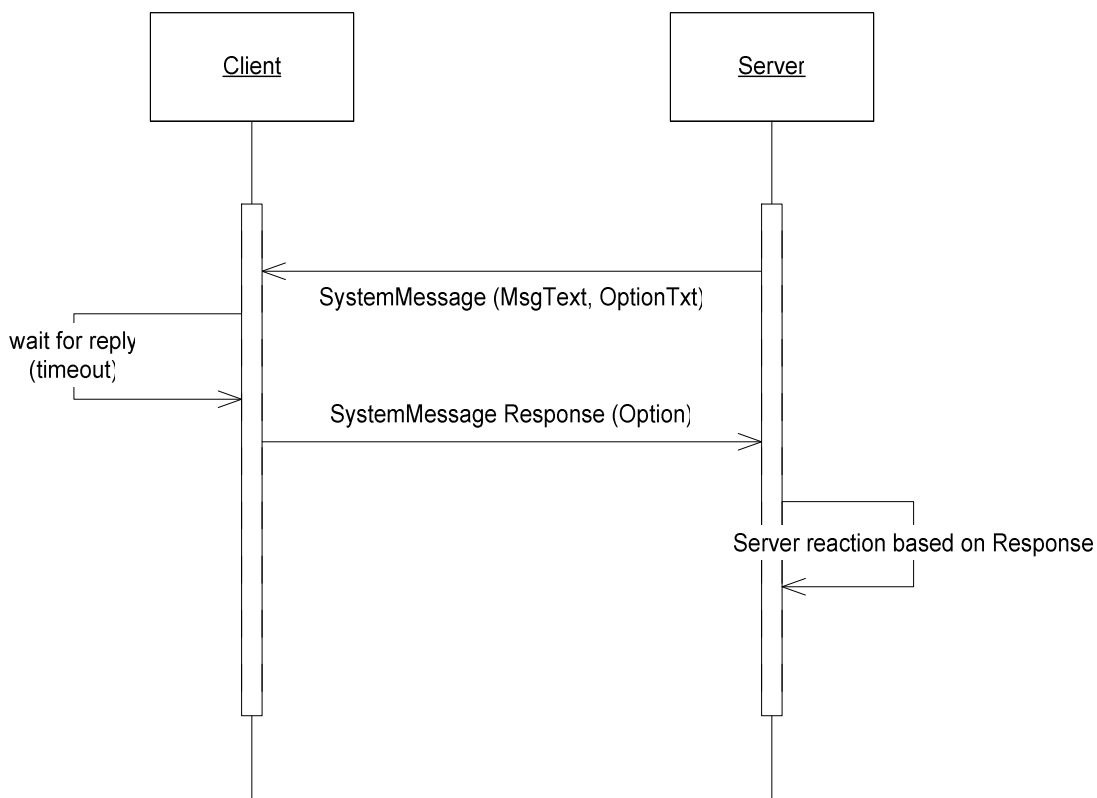 Client
Server
SystemMessage (MsgText, OptionTxt)
wait for reply
(timeout)
SystemMessage Response (Option)
Server reaction based on Response